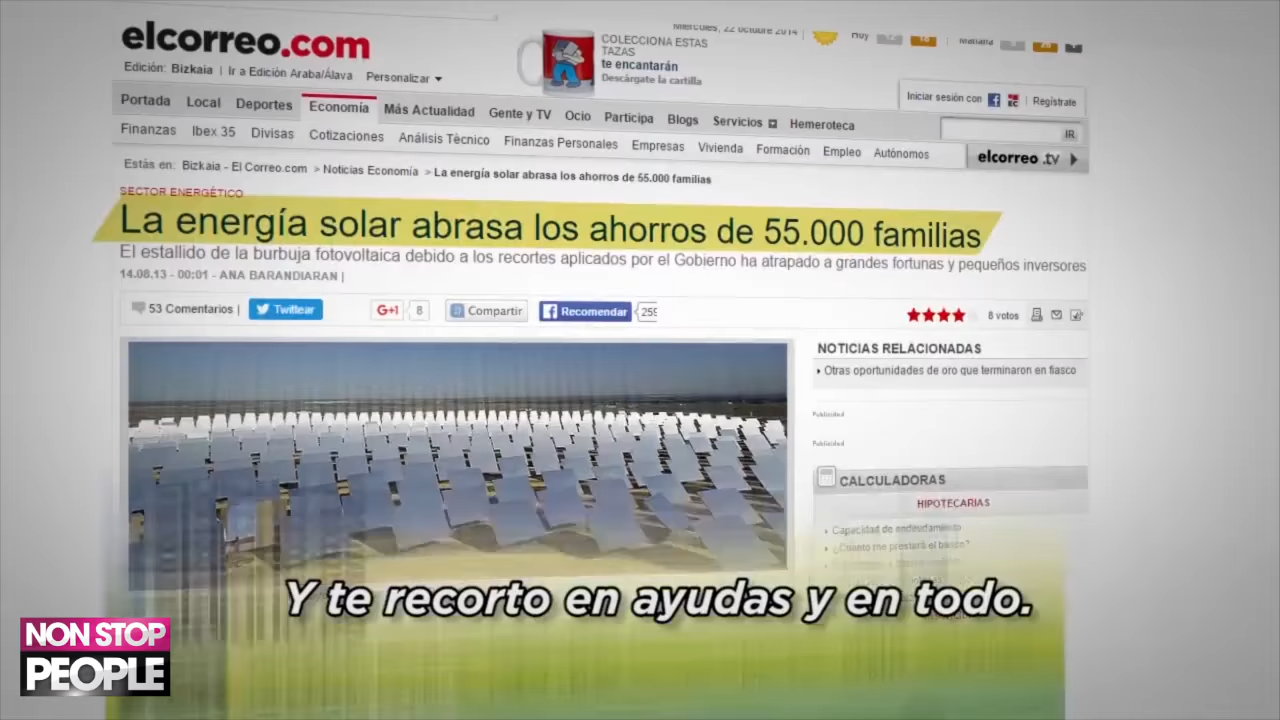 elcorreo.com
Edición: Bizkaia | Ir a Edición Araba/Álava Personalizar
COLECCIONA ESTAS
TAZAS
te encantarán
Descárgate la cartilla
Miércoles, 22 octubre 2014
Hoy
Mañana
Iniciar sesión con | Regístrate
Portada Local Deportes Economía Más Actualidad Gente y TV Ocio Participa Blogs Servicios Hemeroteca
IR
Finanzas Ibex 35 Divisas Cotizaciones Análisis Técnico Finanzas Personales Empresas Vivienda Formación Empleo Autónomos
elcorreo.tv
Estás en: Bizkaia - El Correo.com > Noticias Economía > La energía solar abrasa los ahorros de 55.000 familias
SECTOR ENERGÉTICO
La energía solar abrasa los ahorros de 55.000 familias
El estallido de la burbuja fotovoltaica debido a los recortes aplicados por el Gobierno ha atrapado a grandes fortunas y pequeños inversores
14.08.13 - 00:01 - ANA BARANDIARAN |
53 Comentarios | Twittear G+1 8 Compartir Recomendar 259
8 votos
NOTICIAS RELACIONADAS
Otras oportunidades de oro que terminaron en fiasco
Publicidad
Publicidad
CALCULADORAS
HIPOTECARIAS
Capacidad de endeudamiento
¿Cuánto me prestará el banco?
Y te recorto en ayudas y en todo.
NON STOP
PEOPLE